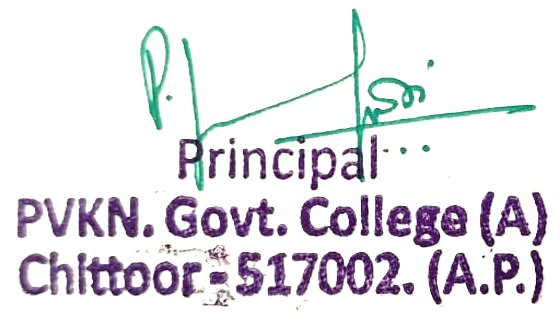 P.
Principal
PVKN. Govt. College (A)
Chittoor - 517002. (A.P.)